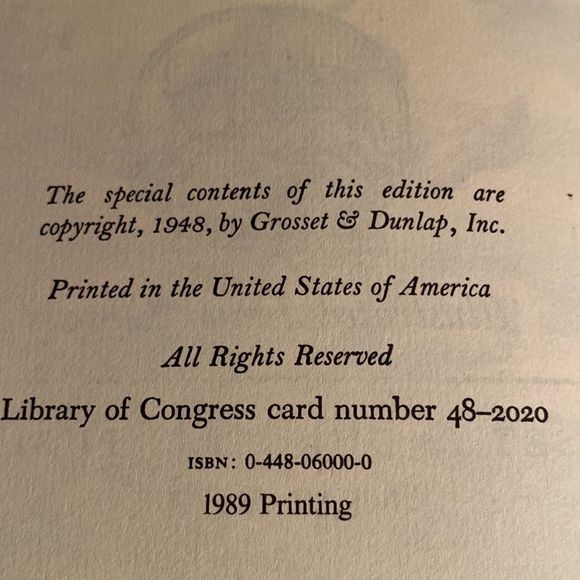 The special contents of this edition are
copyright, 1948, by Grosset & Dunlap, Inc.
Printed in the United States of America
All Rights Reserved
Library of Congress card number 48–2020
ISBN: 0-448-06000-0
1989 Printing